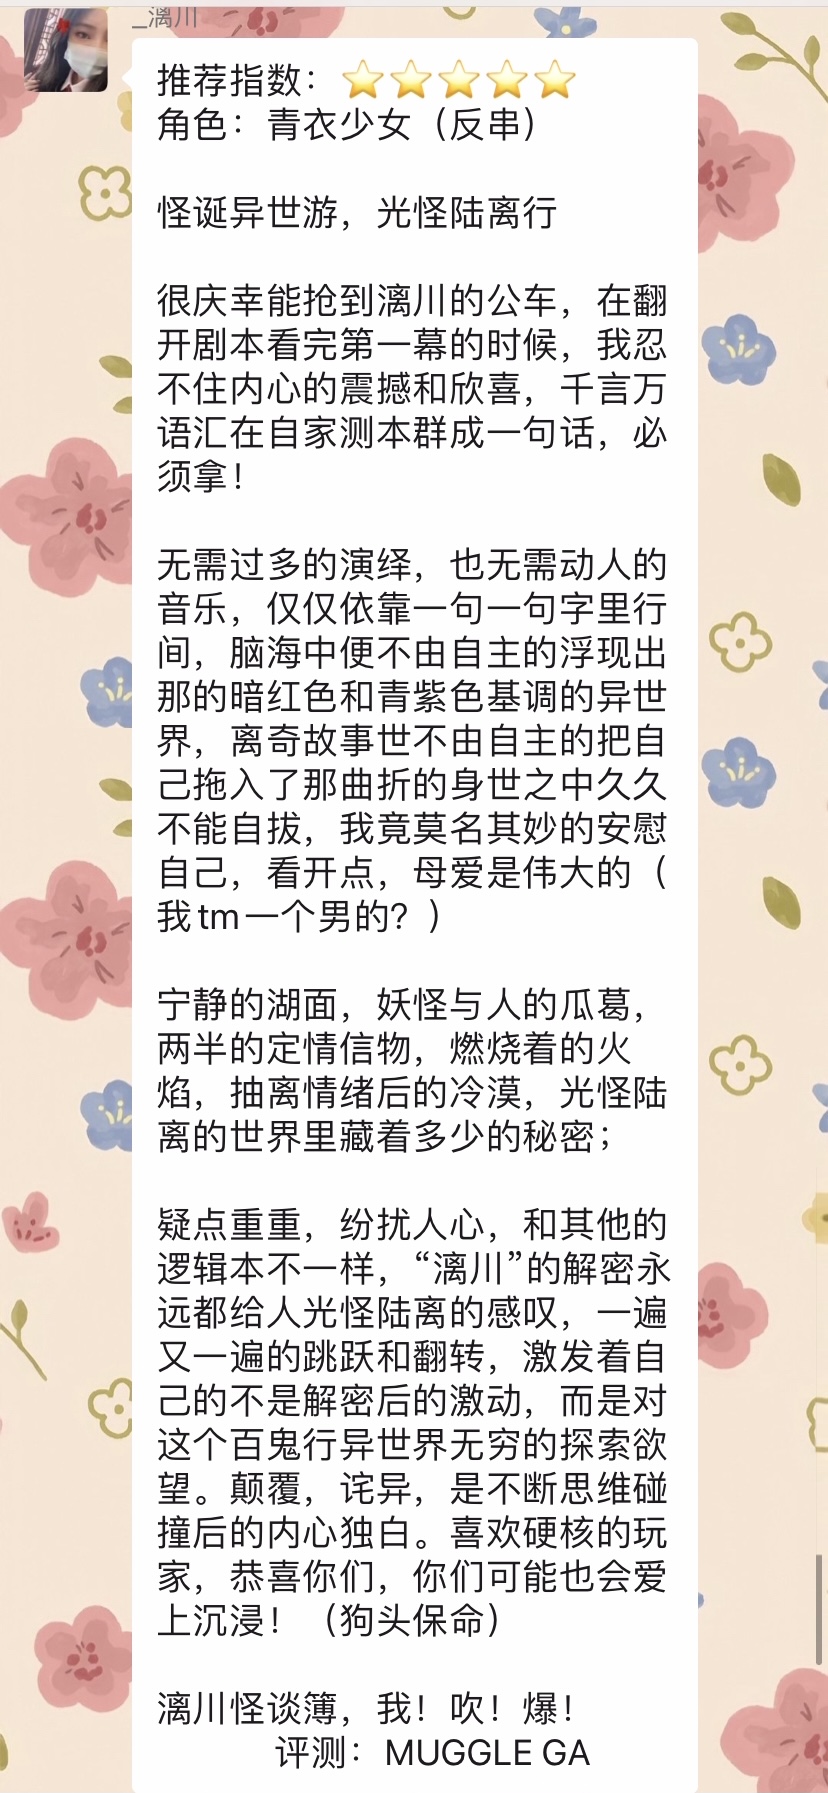 _漓川
推荐指数：⭐⭐⭐⭐⭐
角色：青衣少女（反串）
怪诞异世游，光怪陆离行
很庆幸能抢到漓川的公车，在翻
开剧本看完第一幕的时候，我忍
不住内心的震撼和欣喜，千言万
语汇在自家测本群成一句话，必
须拿！
无需过多的演绎，也无需动人的
音乐，仅仅依靠一句一句字里行
间，脑海中便不由自主的浮现出
那的暗红色和青紫色基调的异世
界，离奇故事世不由自主的把自
己拖入了那曲折的身世之中久久
不能自拔，我竟莫名其妙的安慰
自己，看开点，母爱是伟大的（
我tm一个男的？）
宁静的湖面，妖怪与人的瓜葛，
两半的定情信物，燃烧着的火
焰，抽离情绪后的冷漠，光怪陆
离的世界里藏着多少的秘密；
疑点重重，纷扰人心，和其他的
逻辑本不一样，“漓川”的解密永
远都给人光怪陆离的感叹，一遍
又一遍的跳跃和翻转，激发着自
己的不是解密后的激动，而是对
这个百鬼行异世界无穷的探索欲
望。颠覆，诧异，是不断思维碰
撞后的内心独白。喜欢硬核的玩
家，恭喜你们，你们可能也会爱
上沉浸！（狗头保命）
漓川怪谈簿，我！吹！爆！
评测：MUGGLE GA